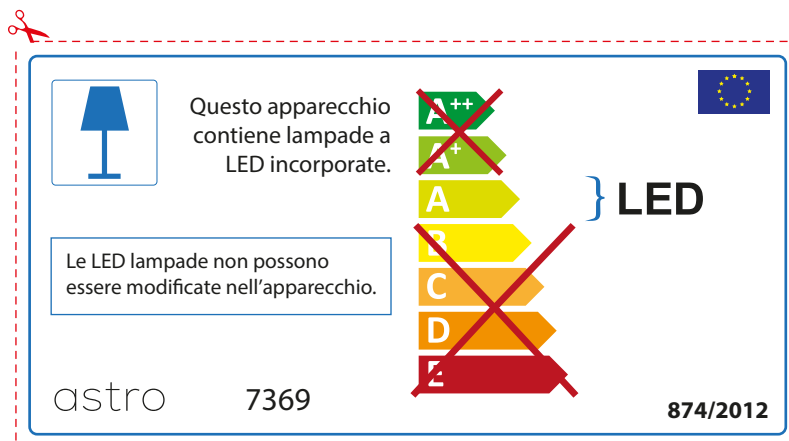 Questo apparecchio
contiene lampade a
LED incorporate.
A++
A+
A
B
C
D
E
LED
Le LED lampade non possono
essere modificate nell'apparecchio.
astro
7369
874/2012